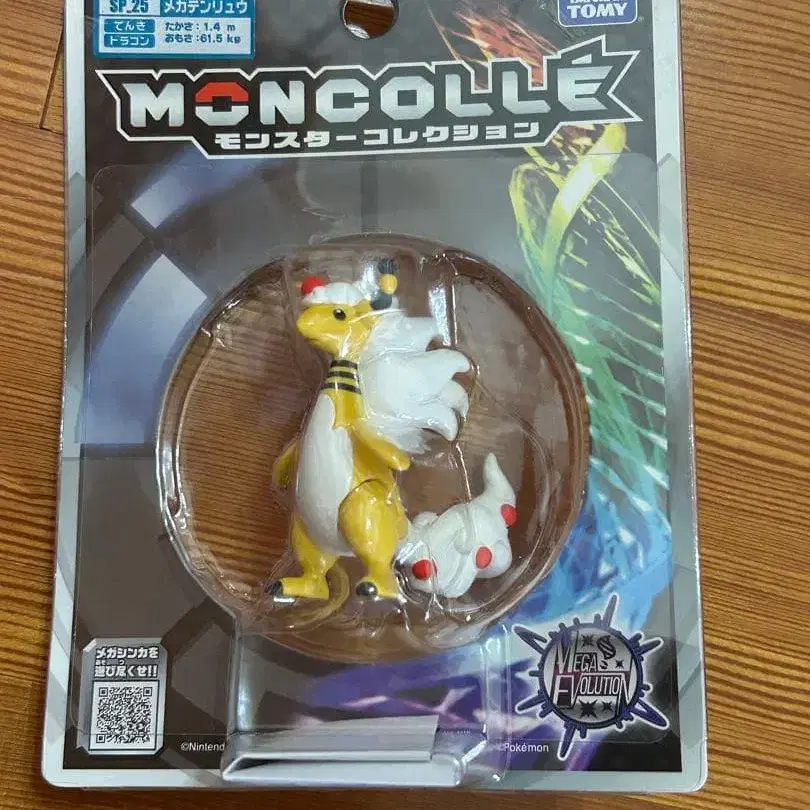 SP.25 メガデンリュウ
でんき たかさ:1.4 m
ドラゴン おもさ:61.5 kg
TOMY
MONCOLLÉ
モンスターコレクション
メガシンカを
遊び尽くせ!!
MEGA
EVOLUTION
©Nintendo
Pokémon